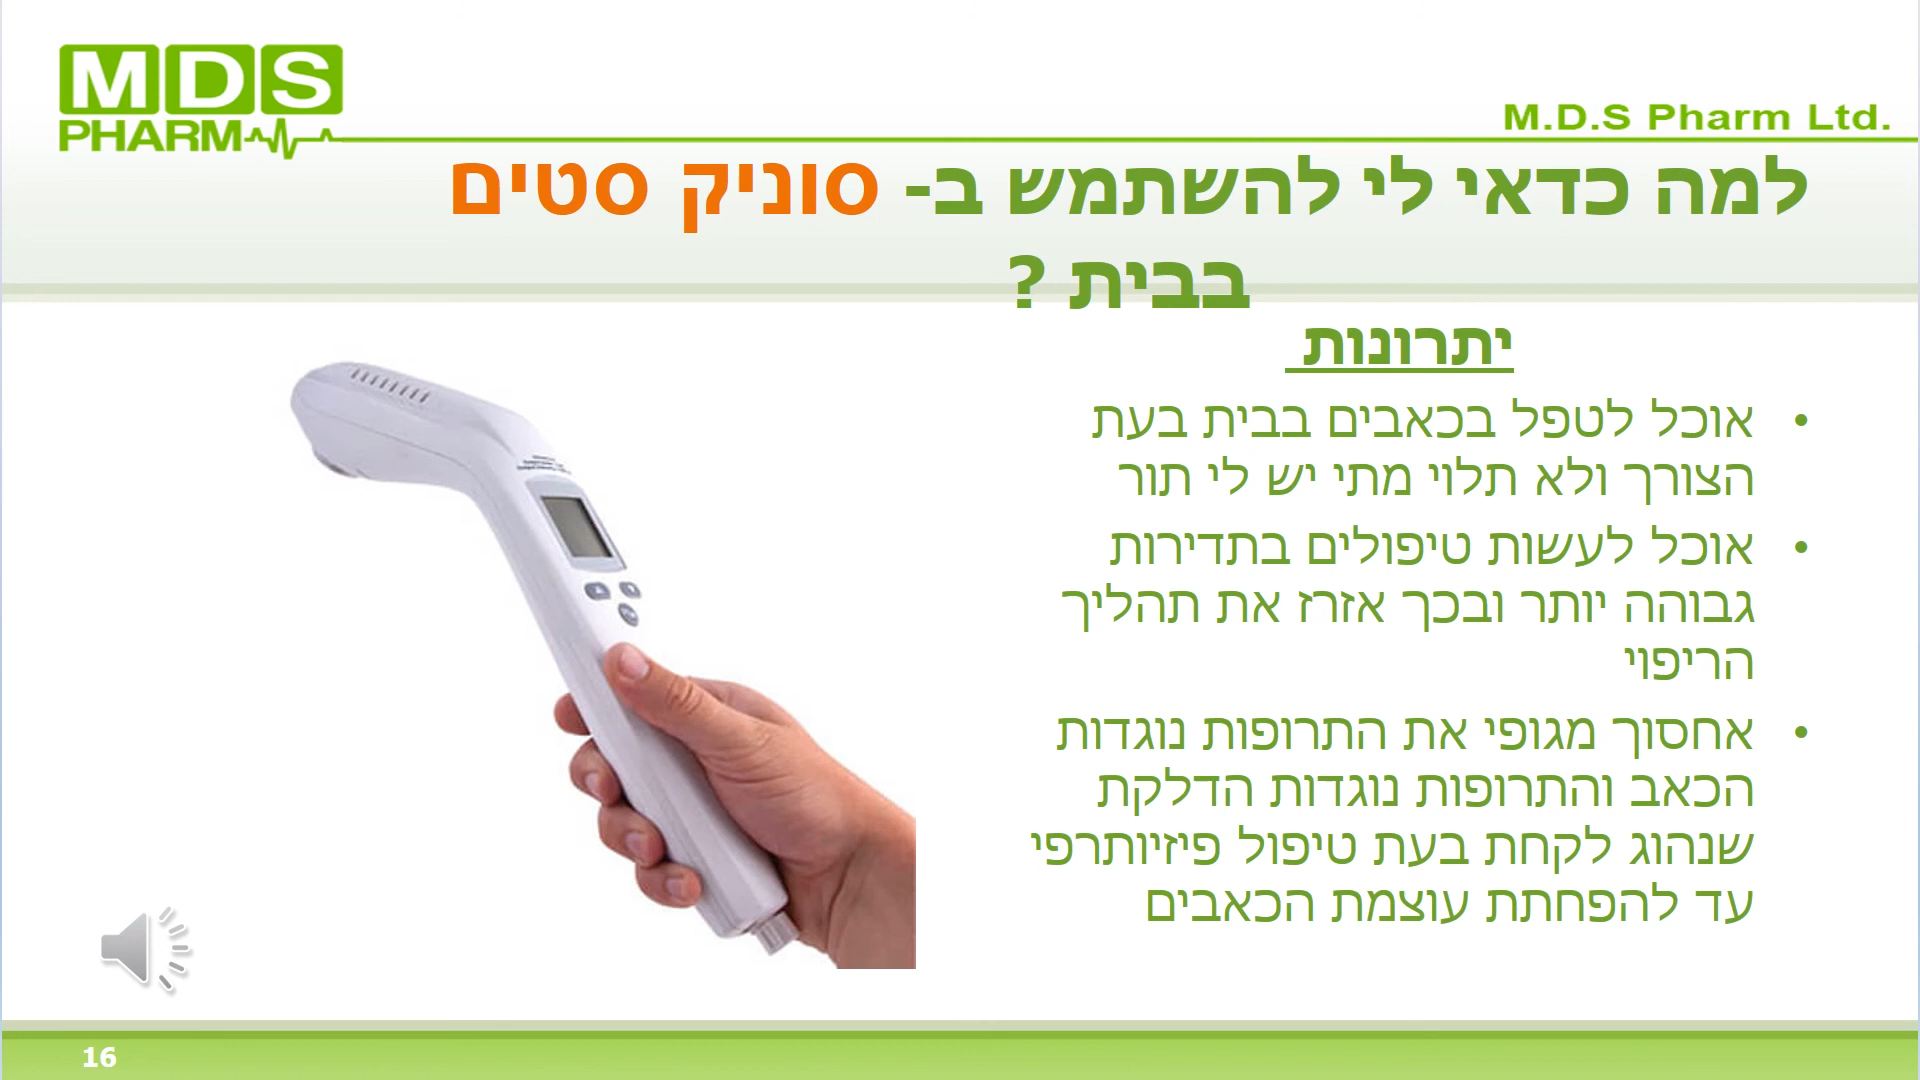 MDS
PHARM
M.D.S Pharm Ltd.
למה כדאי לי להשתמש ב- סוניק סטים
בבית ?
יתרונות
• אוכל לטפל בכאבים בבית בעת
הצורך ולא תלוי מתי יש לי תור
• אוכל לעשות טיפולים בתדירות
גבוהה יותר ובכך אזרז את תהליך
הריפוי
• אחסוך מגופי את התרופות נוגדות
הכאב והתרופות נוגדות הדלקת
שנהוג לקחת בעת טיפול פיזיותרפי
עד להפחתת עוצמת הכאבים
16